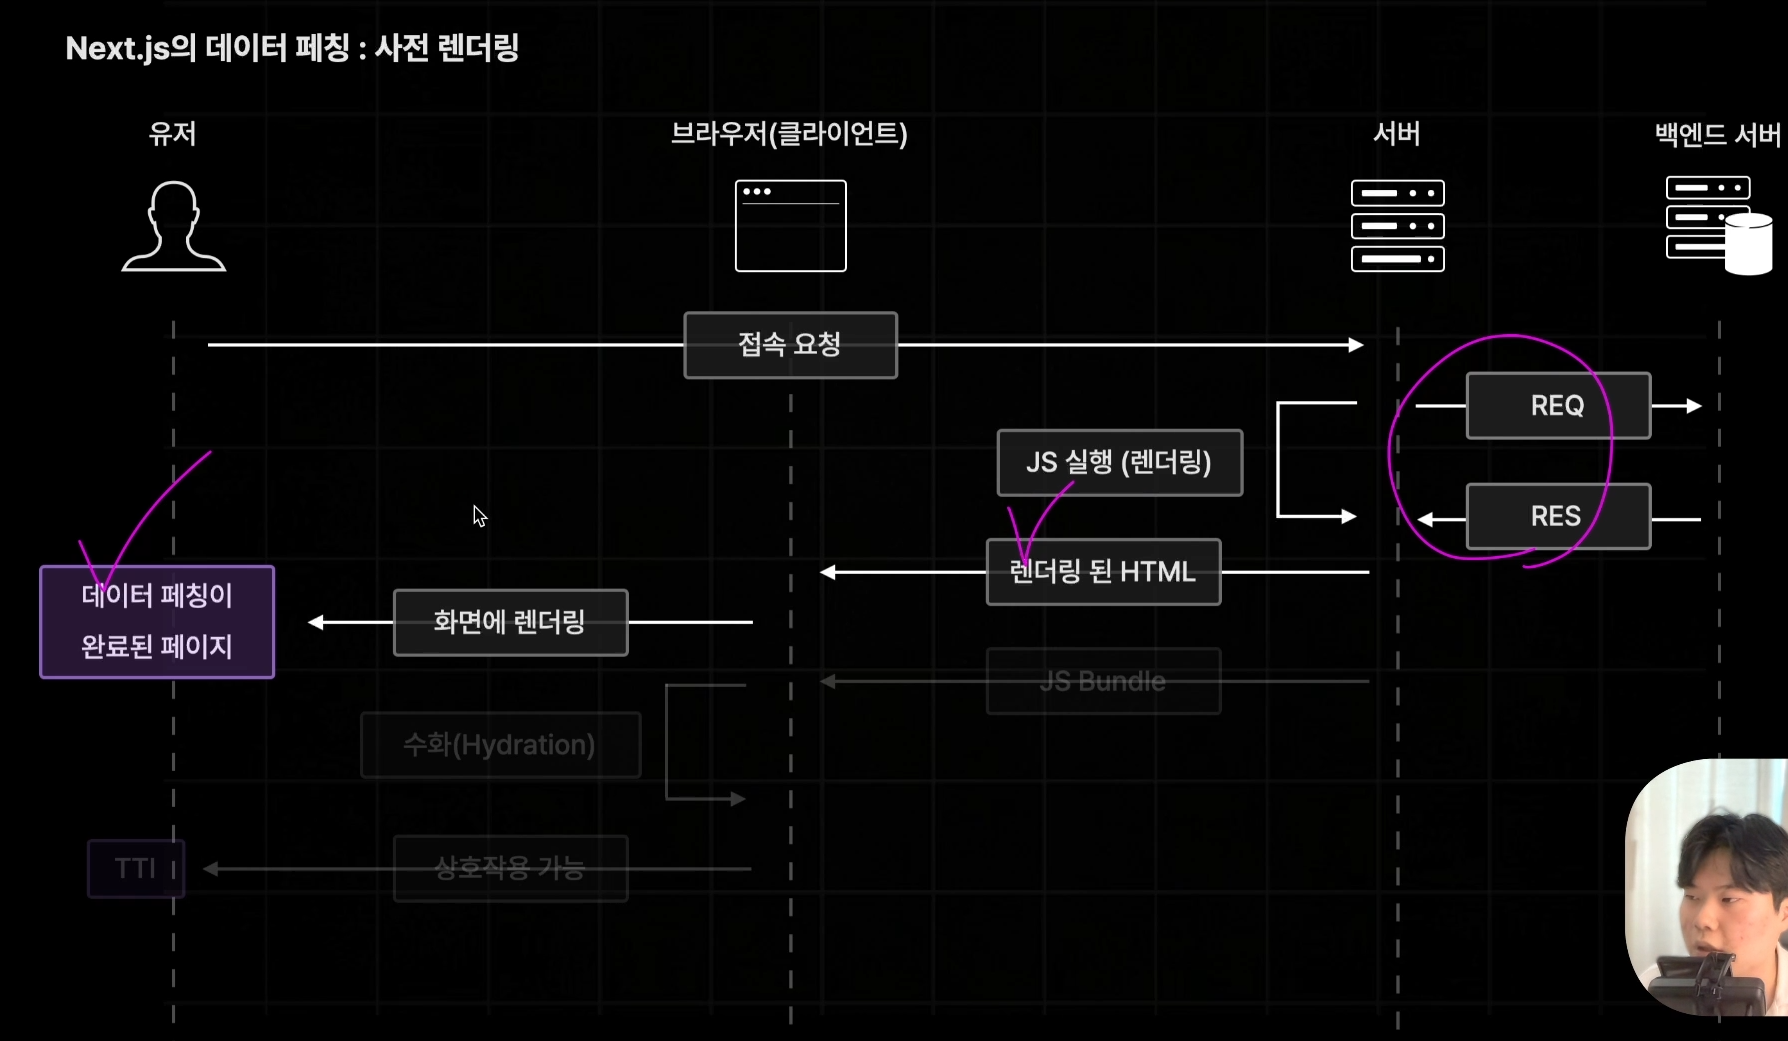 Next.js의 데이터 페칭 : 사전 렌더링
유저
브라우저(클라이언트)
서버
백엔드 서버
접속 요청
REQ
JS 실행 (렌더링)
RES
렌더링 된 HTML
데이터 페칭이
완료된 페이지
화면에 렌더링
JS Bundle
수화(Hydration)
TTI
상호작용 가능